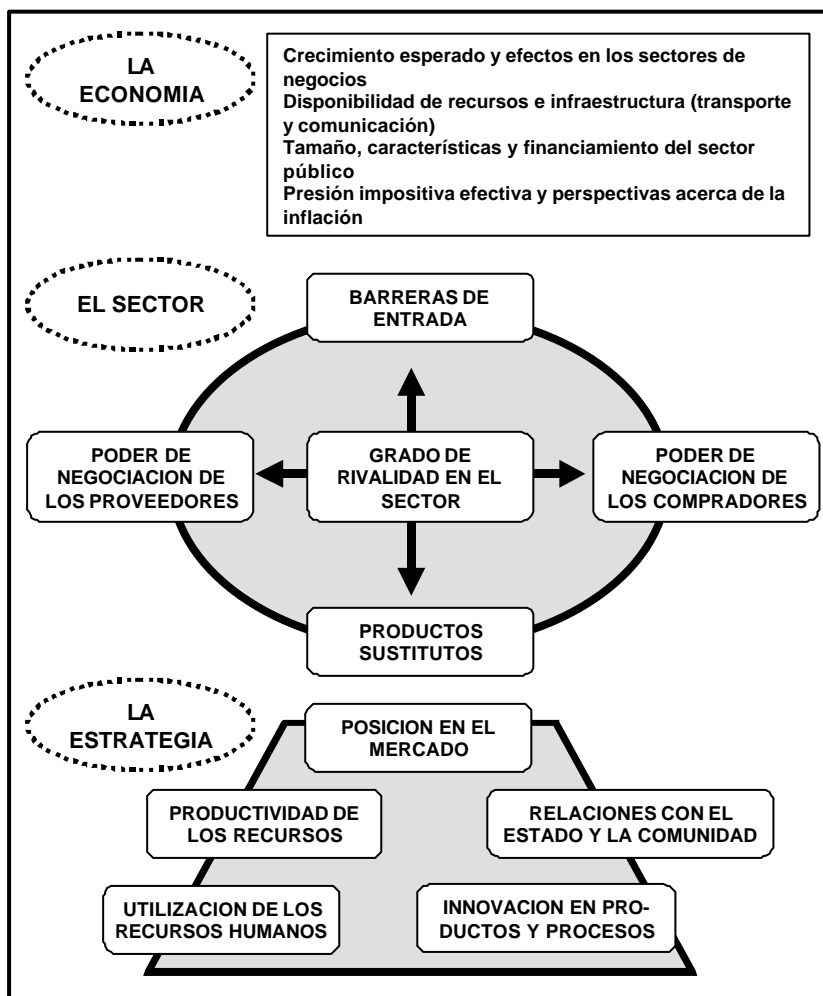 LA
ECONOMIA
Crecimiento esperado y efectos en los sectores de
negocios
Disponibilidad de recursos e infraestructura (transporte
y comunicación)
Tamaño, características y financiamiento del sector
público
Presión impositiva efectiva y perspectivas acerca de la
inflación
EL SECTOR
BARRERAS DE
ENTRADA
PODER DE
NEGOCIACION DE
LOS PROVEEDORES
GRADO DE
RIVALIDAD EN EL
SECTOR
PODER DE
NEGOCIACION DE
LOS COMPRADORES
PRODUCTOS
SUSTITUTOS
LA
ESTRATEGIA
POSICION EN EL
MERCADO
PRODUCTIVIDAD DE
LOS RECURSOS
RELACIONES CON EL
ESTADO Y LA COMUNIDAD
UTILIZACION DE LOS
RECURSOS HUMANOS
INNOVACION EN PRO-
DUCTOS Y PROCESOS